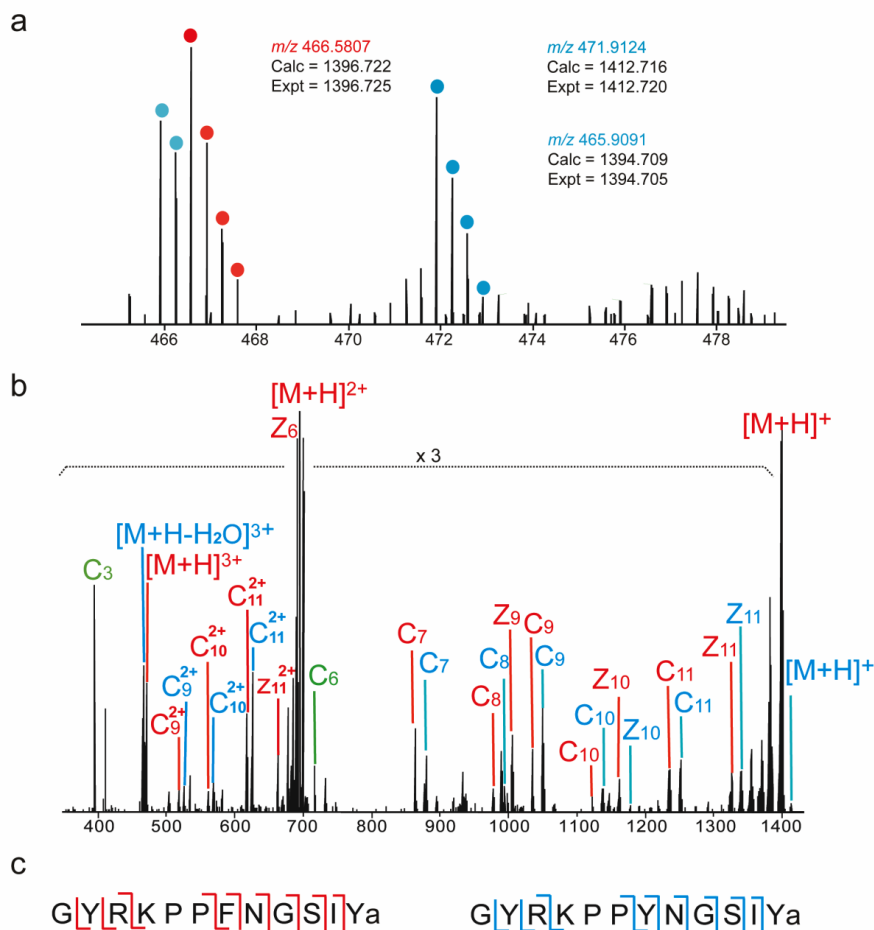 a
m/z 466.5807
Calc = 1396.722
Expt = 1396.725
m/z 471.9124
Calc = 1412.716
Expt = 1412.720
m/z 465.9091
Calc = 1394.709
Expt = 1394.705
466 468 470 472 474 476 478
b
[M+H]2+
Z6
[M+H]+
x 3
[M+H-H2O]3+
[M+H]3+
C3
C11 2+
C11 2+
C10 2+
C10 2+
C9 2+
C9 2+
Z11 2+
C6
C7
C7
C8
C8
Z9
C9
C9
C10
C10
Z10
Z10
C11
C11
Z11
Z11
[M+H]+
400 500 600 700 800 900 1000 1100 1200 1300 1400
c
GYRKPPFNGSIYa GYRKPPYNGSIYa